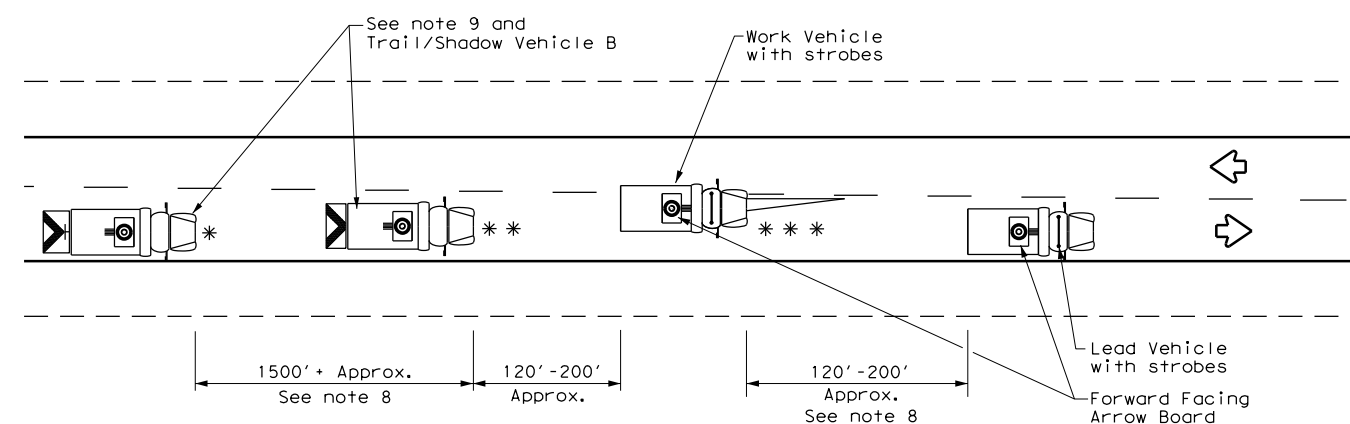 See note 9 and
Trail/Shadow Vehicle B
Work Vehicle
with strobes
*
* *
* * *
1500'+ Approx.
See note 8
120'-200'
Approx.
120'-200'
Approx.
See note 8
Lead Vehicle
with strobes
Forward Facing
Arrow Board